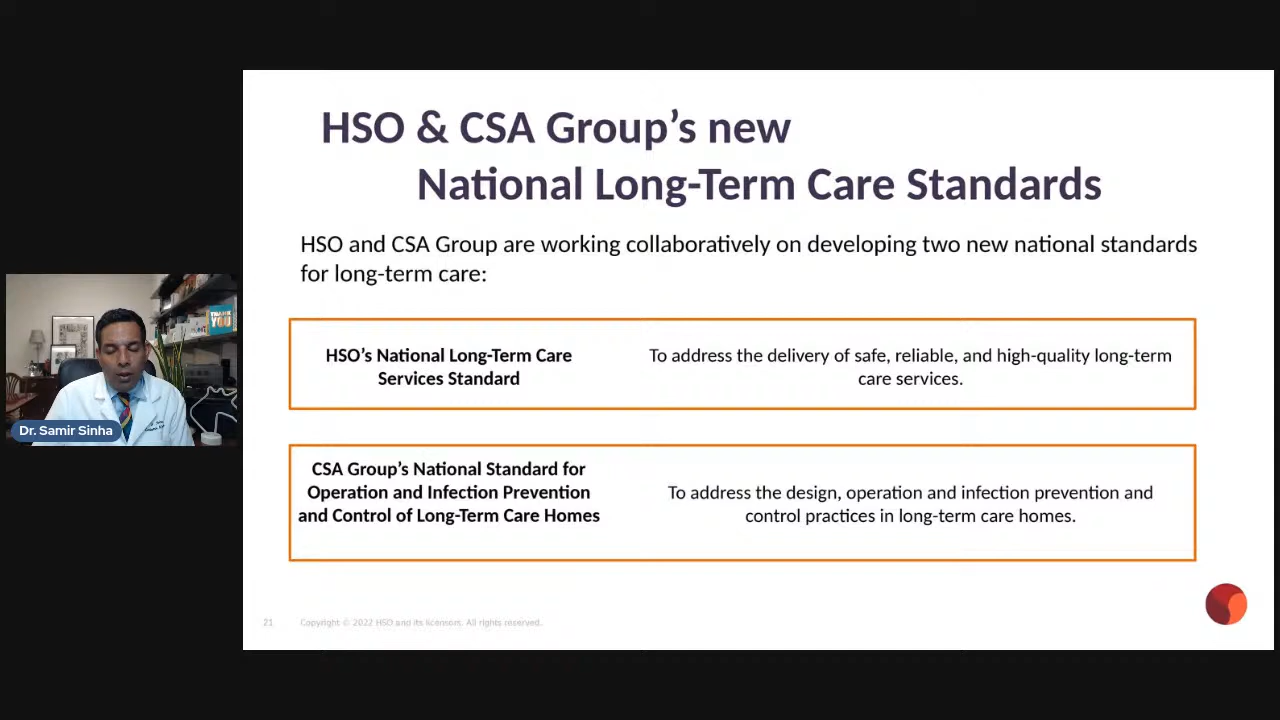 HSO & CSA Group’s new
National Long-Term Care Standards
HSO and CSA Group are working collaboratively on developing two new national standards
for long-term care:
HSO’s National Long-Term Care
Services Standard
To address the delivery of safe, reliable, and high-quality long-term
care services.
CSA Group’s National Standard for
Operation and Infection Prevention
and Control of Long-Term Care Homes
To address the design, operation and infection prevention and
control practices in long-term care homes.
21
Copyright © 2022 HSO and its licensors. All rights reserved.
Dr. Samir Sinha
THANK
YOU